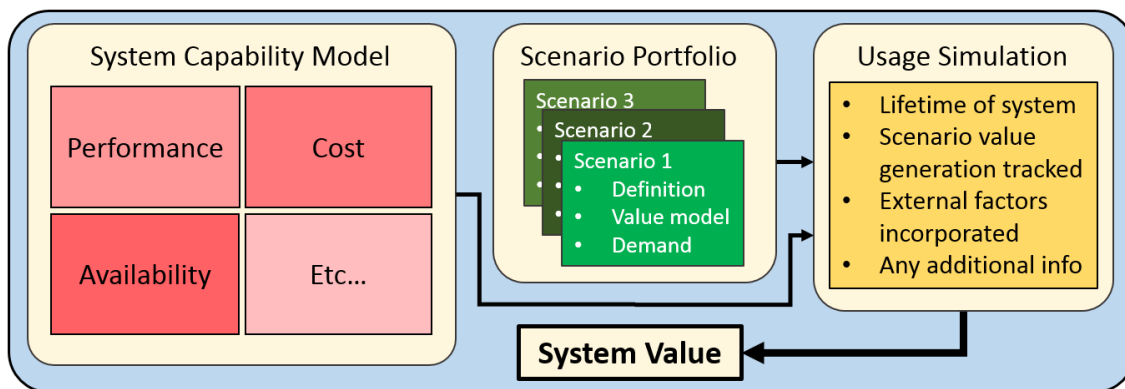 System Capability Model
Performance
Cost
Availability
Etc...
Scenario Portfolio
Scenario 3
•
•
•
Scenario 2
•
•
•
Scenario 1
• Definition
• Value model
• Demand
Usage Simulation
• Lifetime of system
• Scenario value
generation tracked
• External factors
incorporated
• Any additional info
System Value